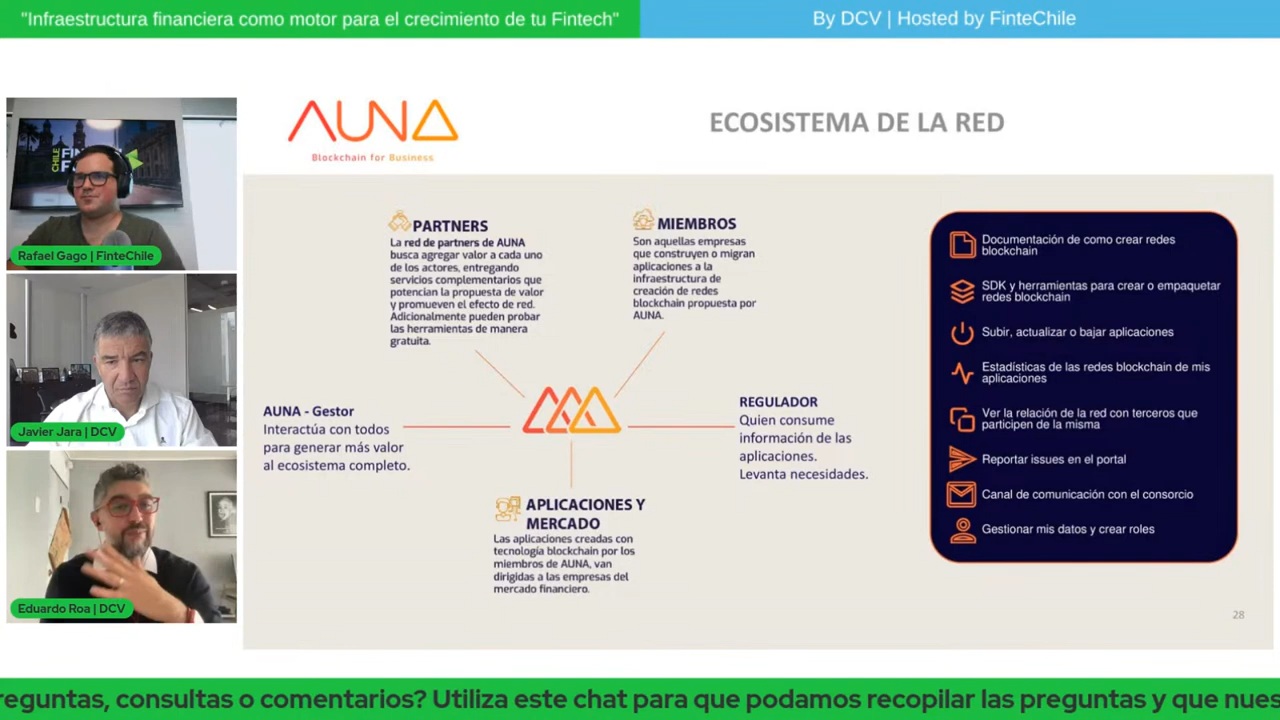 "Infraestructura financiera como motor para el crecimiento de tu Fintech"
By DCV | Hosted by FinteChile
CHILE
Rafael Gago | FinteChile
Javier Jara | DCV
Eduardo Roa | DCV
AUNA
Blockchain for Business
ECOSISTEMA DE LA RED
PARTNERS
La red de partners de AUNA
busca agregar valor a cada uno
de los actores, entregando
servicios complementarios que
potencian la propuesta de valor
y promueven el efecto de red.
Adicionalmente pueden probar
las herramientas de manera
gratuita.
MIEMBROS
Son aquellas empresas
que construyen o migran
aplicaciones a la
infraestructura de
creación de redes
blockchain propuesta por
AUNA.
AUNA - Gestor
Interactúa con todos
para generar más valor
al ecosistema completo.
REGULADOR
Quien consume
información de las
aplicaciones.
Levanta necesidades.
APLICACIONES Y
MERCADO
Las aplicaciones creadas con
tecnología blockchain por los
miembros de AUNA, van
dirigidas a las empresas del
mercado financiero.
Documentación de como crear redes
blockchain
SDK y herramientas para crear o empaquetar
redes blockchain
Subir, actualizar o bajar aplicaciones
Estadísticas de las redes blockchain de mis
aplicaciones
Ver la relación de la red con terceros que
participen de la misma
Reportar issues en el portal
Canal de comunicación con el consorcio
Gestionar mis datos y crear roles
28
reguntas, consultas o comentarios? Utiliza este chat para que podamos recopilar las preguntas y que nues